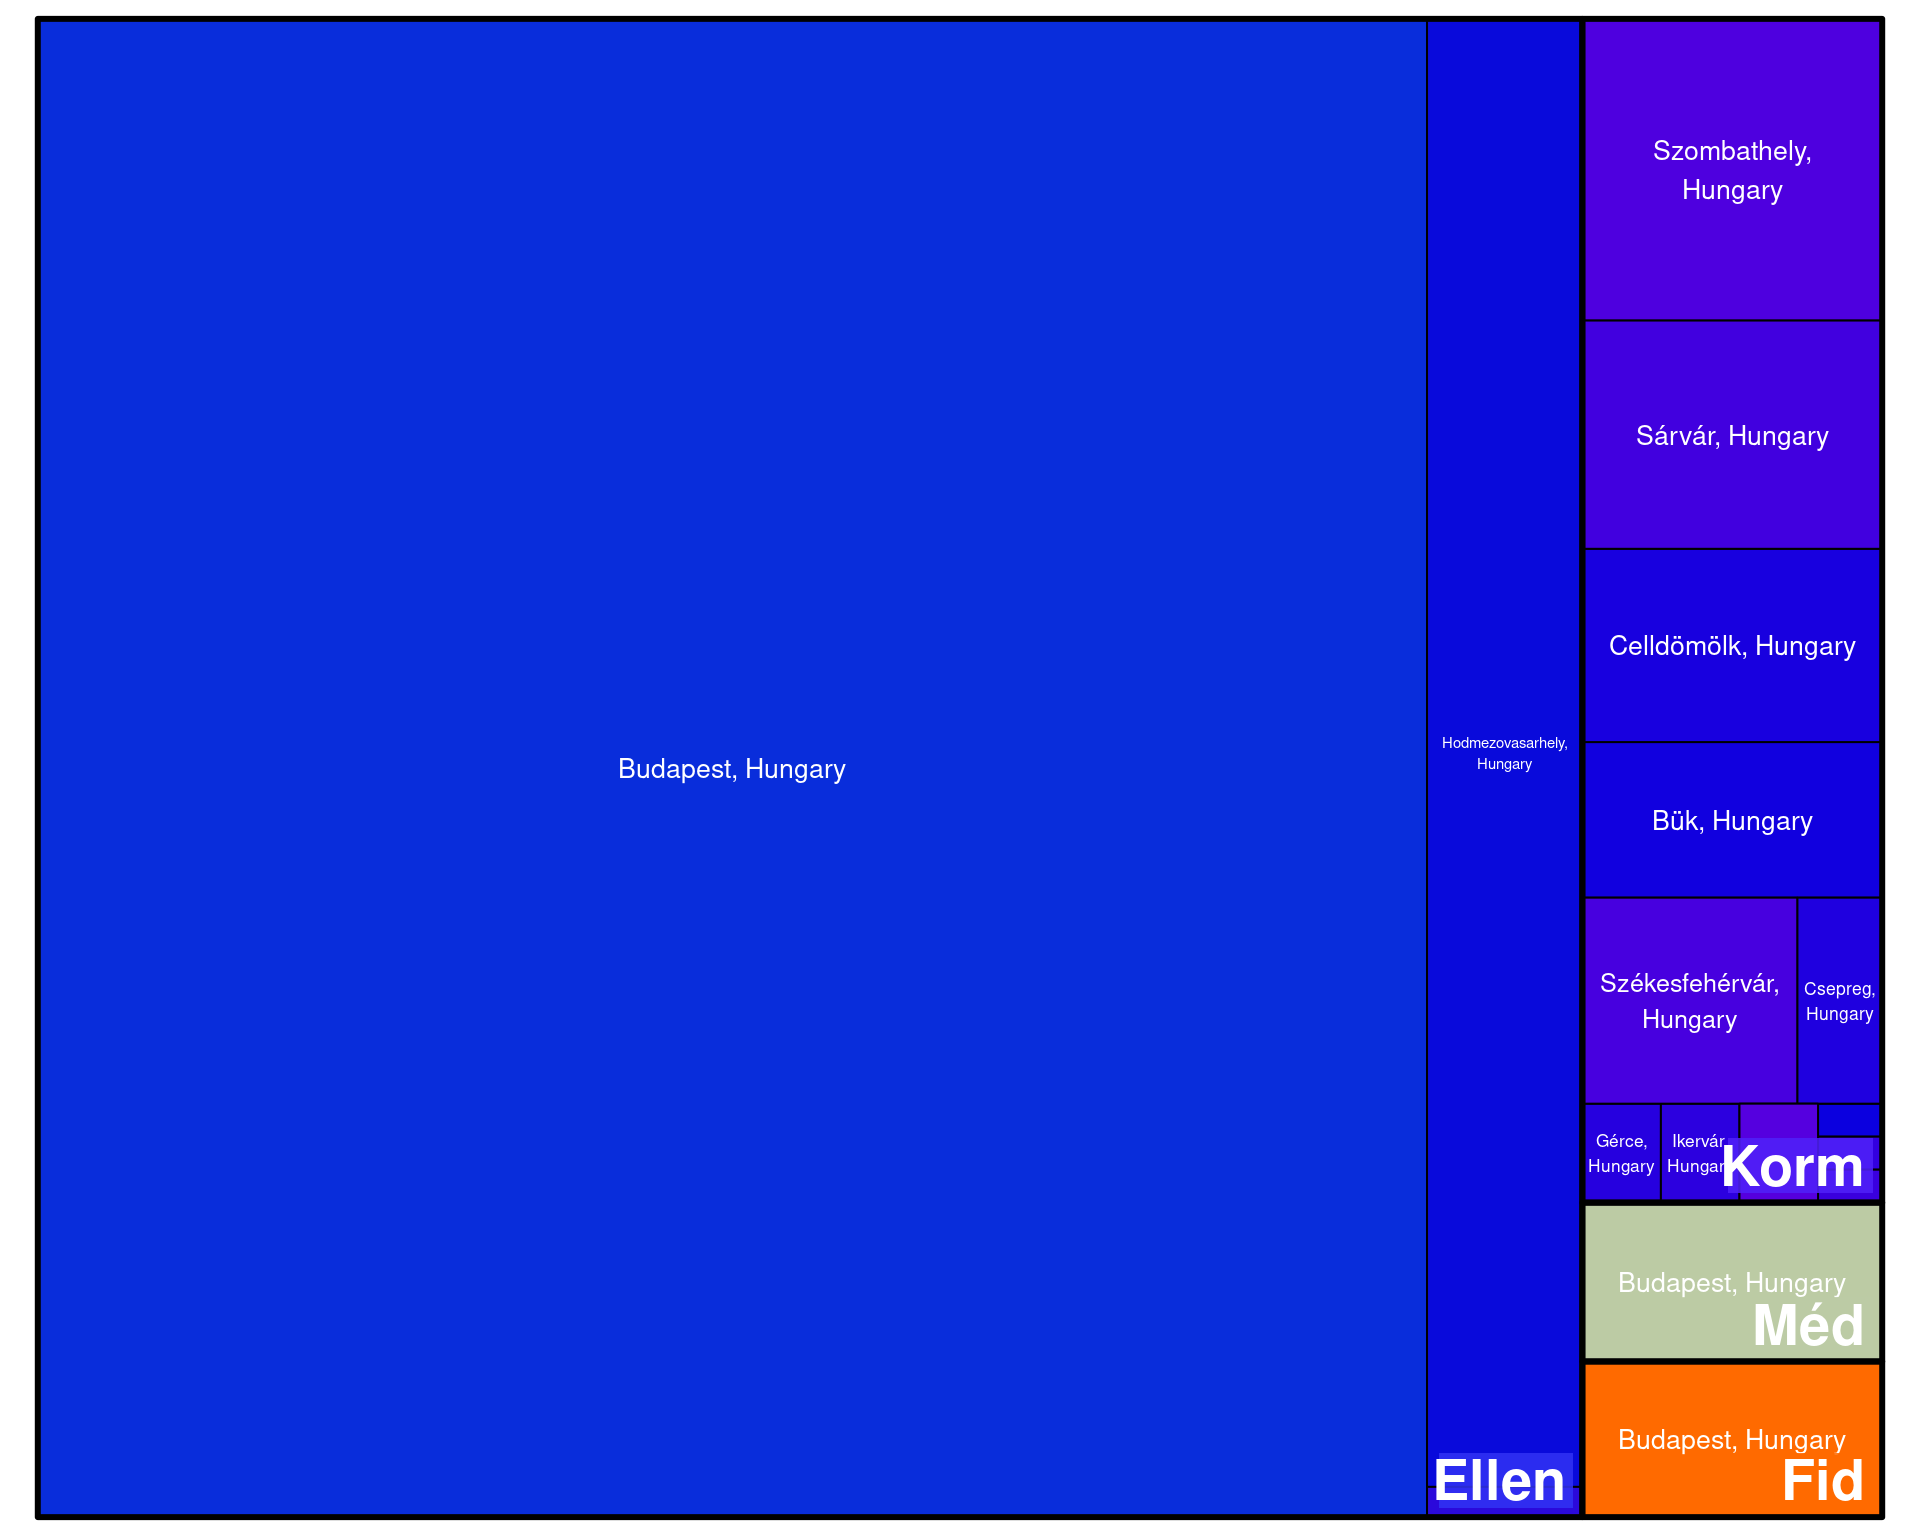 Budapest, Hungary
Hodmezovasarhely,
Hungary
Ellen
Szombathely,
Hungary
Sárvár, Hungary
Celldömölk, Hungary
Bük, Hungary
Székesfehérvár,
Hungary
Csepreg,
Hungary
Gérce,
Hungary
Ikervár,
Hungary
Korm
Budapest, Hungary
Méd
Budapest, Hungary
Fid